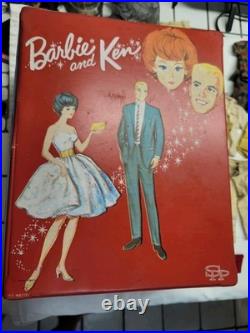 Barbie
and Ken
SPP